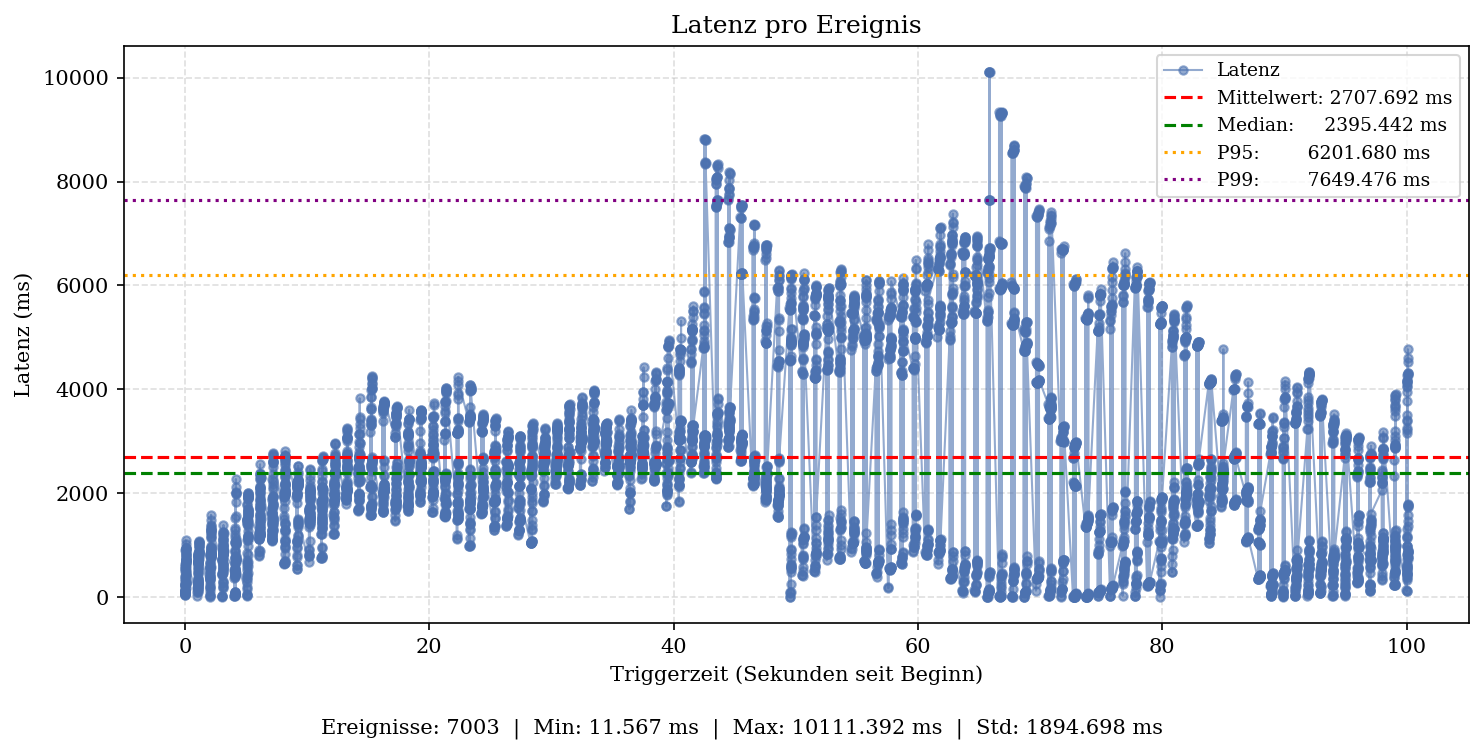 Latenz pro Ereignis
Latenz (ms)
10000
8000
6000
4000
2000
0
Latenz
Mittelwert: 2707.692 ms
Median: 2395.442 ms
P95: 6201.680 ms
P99: 7649.476 ms
0 20 40 60 80 100
Triggerzeit (Sekunden seit Beginn)
Ereignisse: 7003 | Min: 11.567 ms | Max: 10111.392 ms | Std: 1894.698 ms